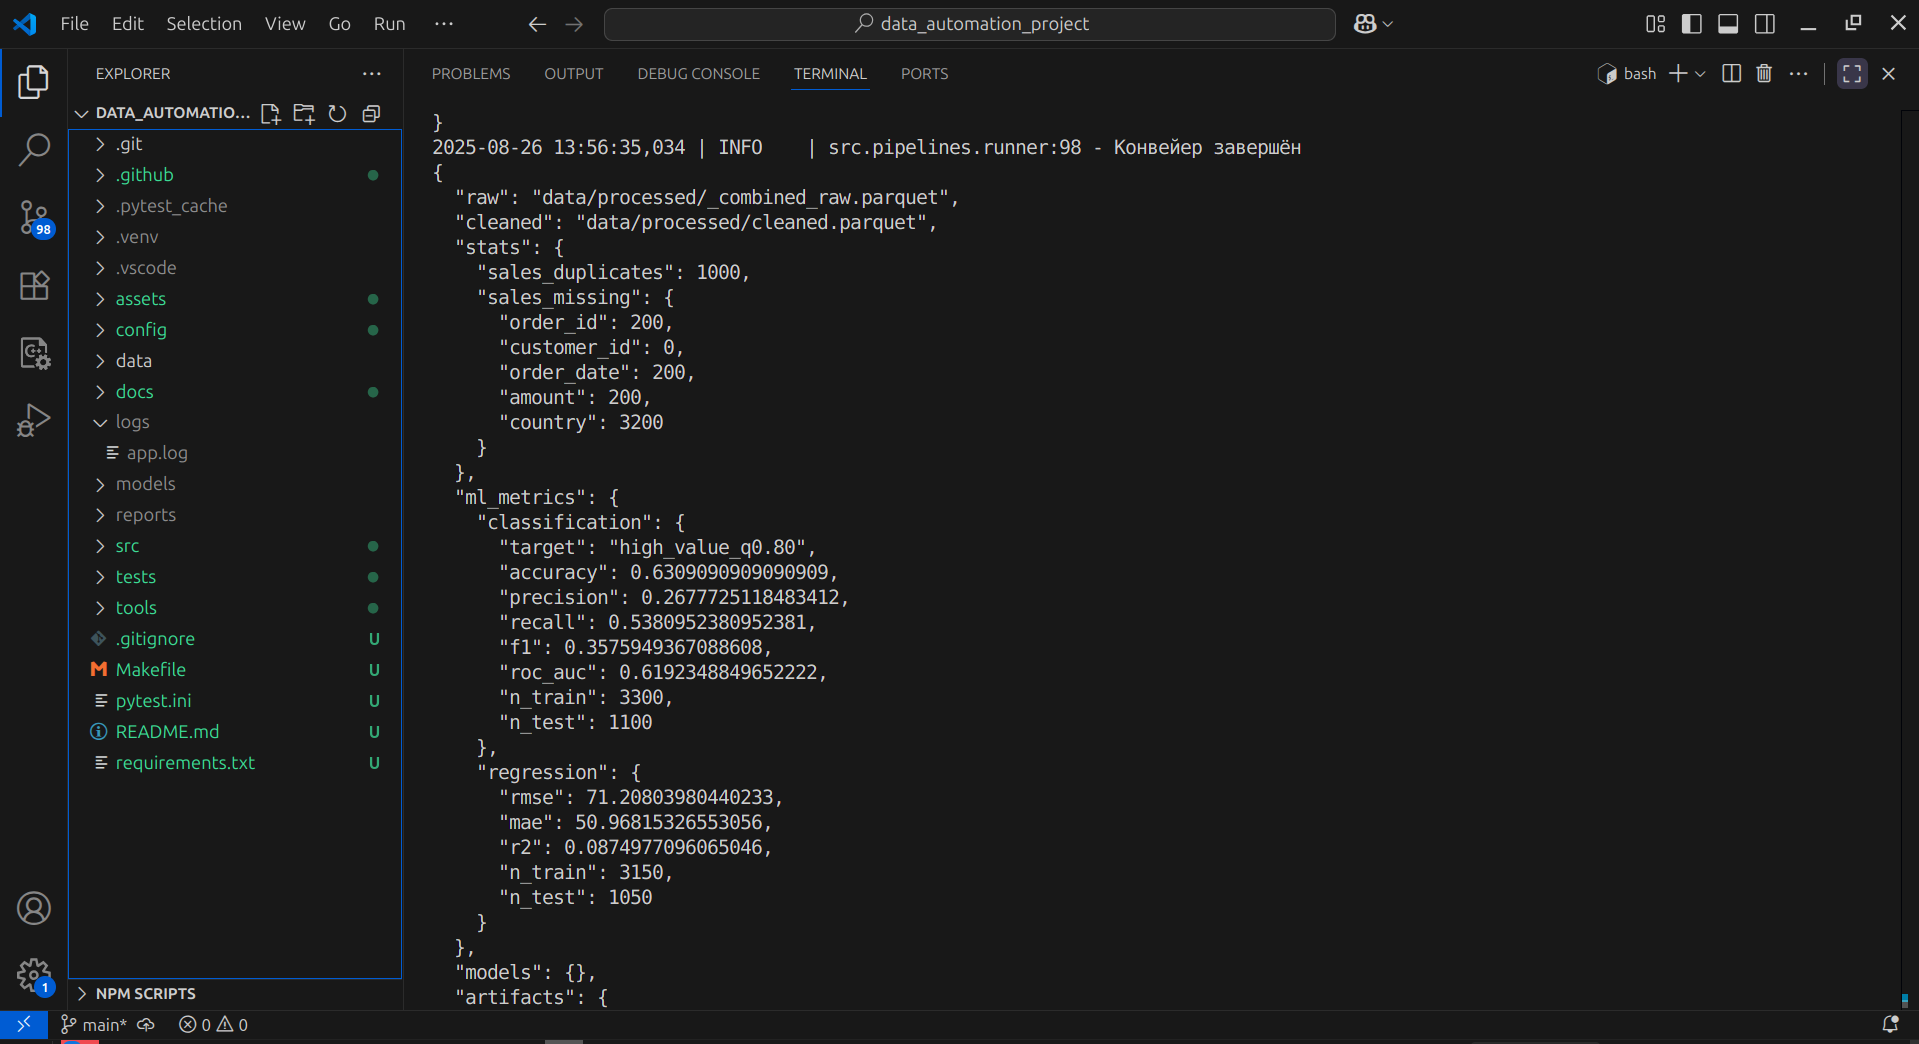 File Edit Selection View Go Run ···
data_automation_project
EXPLORER ···
DATA_AUTOMATIO...
.git
.github
.pytest_cache
.venv
.vscode
assets
config
data
docs
logs
app.log
models
reports
src
tests
tools
.gitignore U
Makefile U
pytest.ini U
README.md U
requirements.txt U
NPM SCRIPTS
98
1
PROBLEMS OUTPUT DEBUG CONSOLE TERMINAL PORTS
bash
}
2025-08-26 13:56:35,034 | INFO    | src.pipelines.runner:98 - Конвейер завершён
{
  "raw": "data/processed/_combined_raw.parquet",
  "cleaned": "data/processed/cleaned.parquet",
  "stats": {
    "sales_duplicates": 1000,
    "sales_missing": {
      "order_id": 200,
      "customer_id": 0,
      "order_date": 200,
      "amount": 200,
      "country": 3200
    }
  },
  "ml_metrics": {
    "classification": {
      "target": "high_value_q0.80",
      "accuracy": 0.6309090909090909,
      "precision": 0.2677725118483412,
      "recall": 0.5380952380952381,
      "f1": 0.3575949367088608,
      "roc_auc": 0.6192348849652222,
      "n_train": 3300,
      "n_test": 1100
    },
    "regression": {
      "rmse": 71.20803980440233,
      "mae": 50.96815326553056,
      "r2": 0.0874977096065046,
      "n_train": 3150,
      "n_test": 1050
    }
  },
  "models": {},
  "artifacts": {
main* 0 0